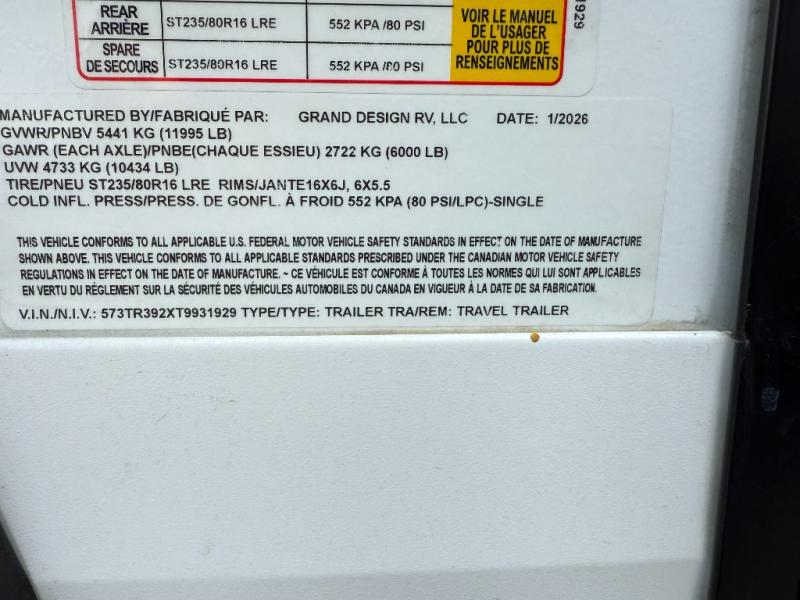 REAR
ARRIÈRE
ST235/80R16 LRE
552 KPA /80 PSI
SPARE
DE SECOURS
ST235/80R16 LRE
552 KPA /80 PSI
VOIR LE MANUEL
DE L'USAGER
POUR PLUS DE
RENSEIGNEMENTS
1929
MANUFACTURED BY/FABRIQUÉ PAR: GRAND DESIGN RV, LLC DATE: 1/2026
GVWR/PNBV 5441 KG (11995 LB)
GAWR (EACH AXLE)/PNBE(CHAQUE ESSIEU) 2722 KG (6000 LB)
UVW 4733 KG (10434 LB)
TIRE/PNEU ST235/80R16 LRE RIMS/JANTE16X6J, 6X5.5
COLD INFL. PRESS/PRESS. DE GONFL. À FROID 552 KPA (80 PSI/LPC)-SINGLE
THIS VEHICLE CONFORMS TO ALL APPLICABLE U.S. FEDERAL MOTOR VEHICLE SAFETY STANDARDS IN EFFECT ON THE DATE OF MANUFACTURE
SHOWN ABOVE. THIS VEHICLE CONFORMS TO ALL APPLICABLE STANDARDS PRESCRIBED UNDER THE CANADIAN MOTOR VEHICLE SAFETY
REGULATIONS IN EFFECT ON THE DATE OF MANUFACTURE. ~ CE VÉHICULE EST CONFORME À TOUTES LES NORMES QUI LUI SONT APPLICABLES
EN VERTU DU RÉGLEMENT SUR LA SÉCURITÉ DES VÉHICULES AUTOMOBILES DU CANADA EN VIGUEUR À LA DATE DE SA FABRICATION.
V.I.N./N.I.V.: 573TR392XT9931929 TYPE/TYPE: TRAILER TRA/REM: TRAVEL TRAILER